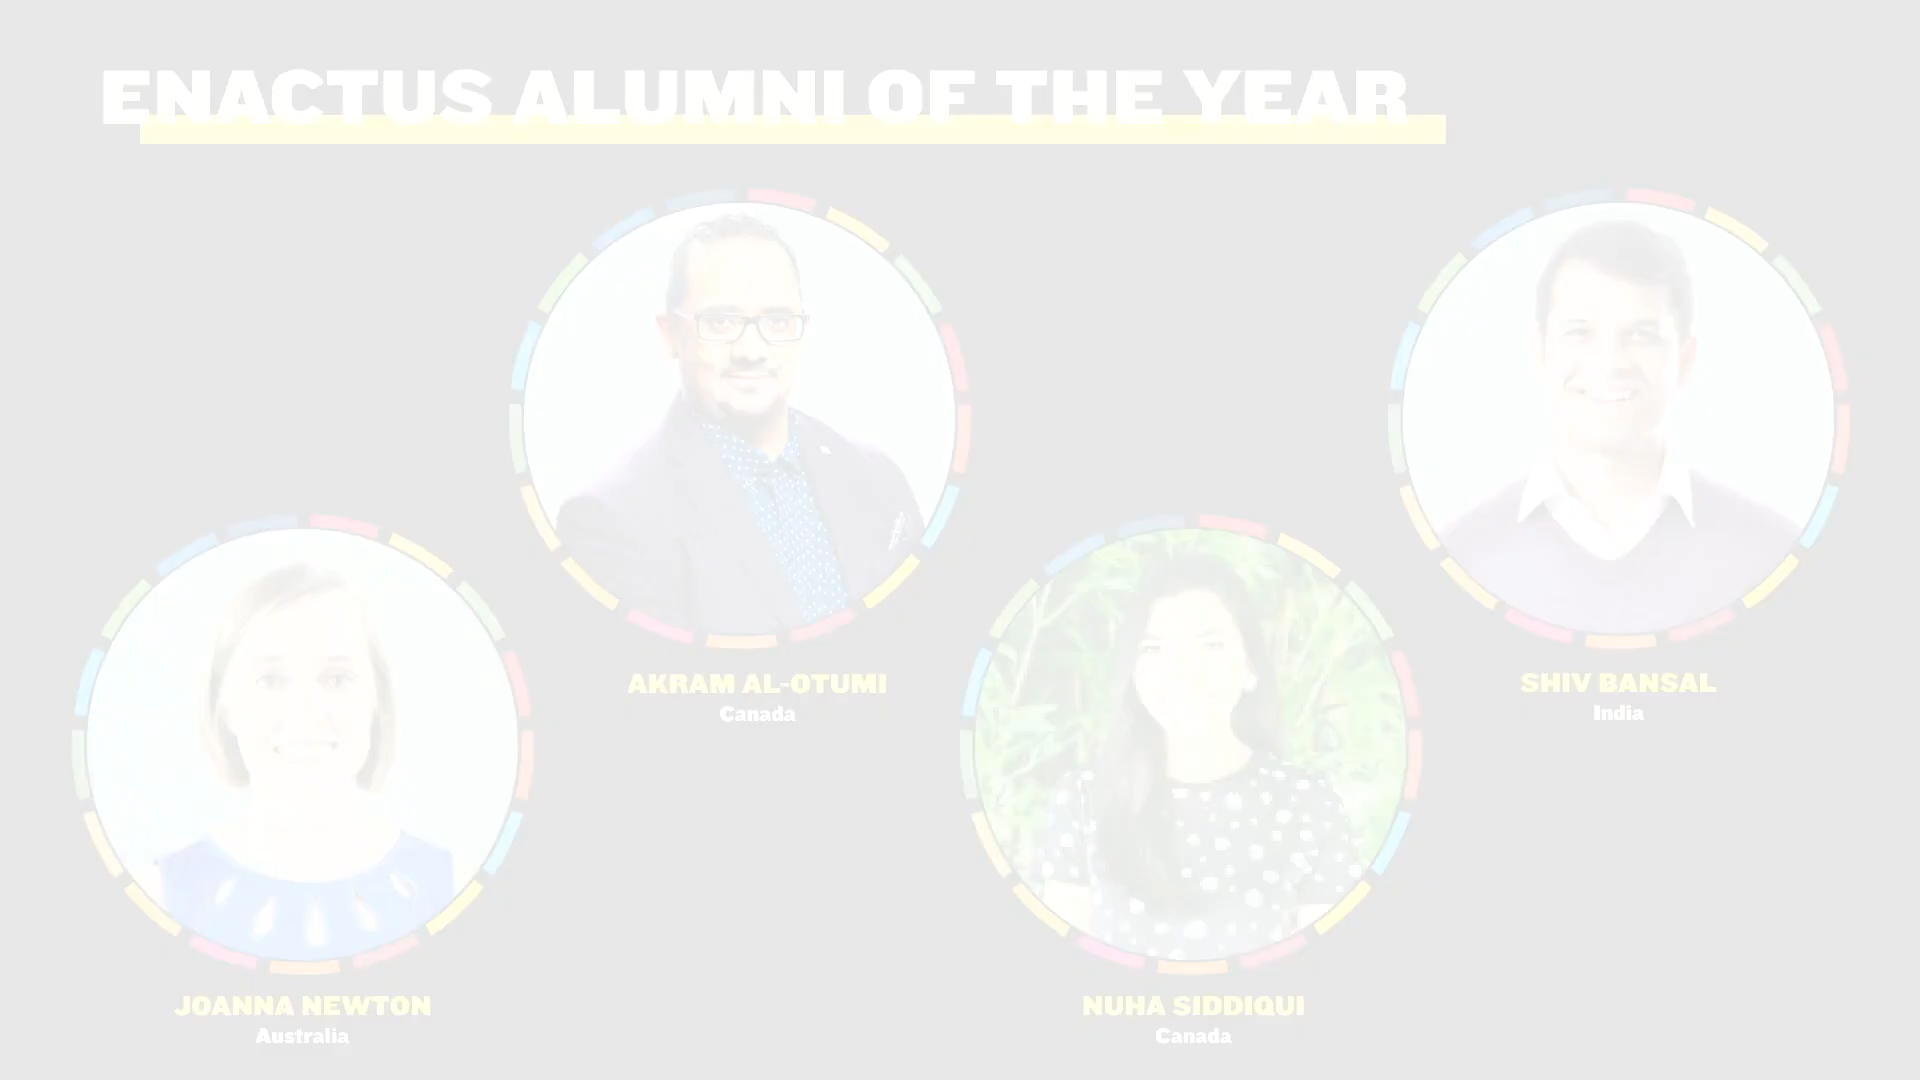 ENACTUS ALUMNI OF THE YEAR
JOANNA NEWTON
Australia
AKRAM AL-OTUMI
Canada
NUHA SIDDIQUI
Canada
SHIV BANSAL
India